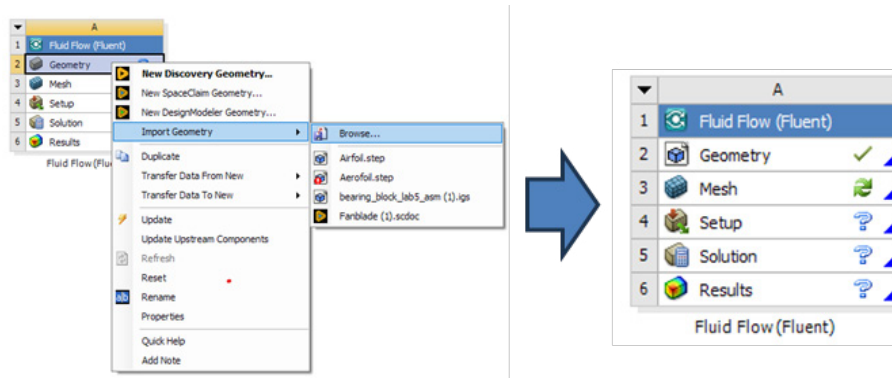 A
1 Fluid Flow (Fluent)
2 Geometry
3 Mesh
4 Setup
5 Solution
6 Results
Fluid Flow (Flu
New Discovery Geometry...
New SpaceClaim Geometry...
New DesignModeler Geometry...
Import Geometry
Duplicate
Transfer Data From New
Transfer Data To New
Update
Update Upstream Components
Refresh
Reset
ab Rename
Properties
Quick Help
Add Note
Browse...
Airfoil.step
Aerofoil.step
bearing_block_lab5_asm (1).igs
Fanblade (1).scdoc
A
1 Fluid Flow (Fluent)
2 Geometry
3 Mesh
4 Setup ?
5 Solution ?
6 Results ?
Fluid Flow (Fluent)